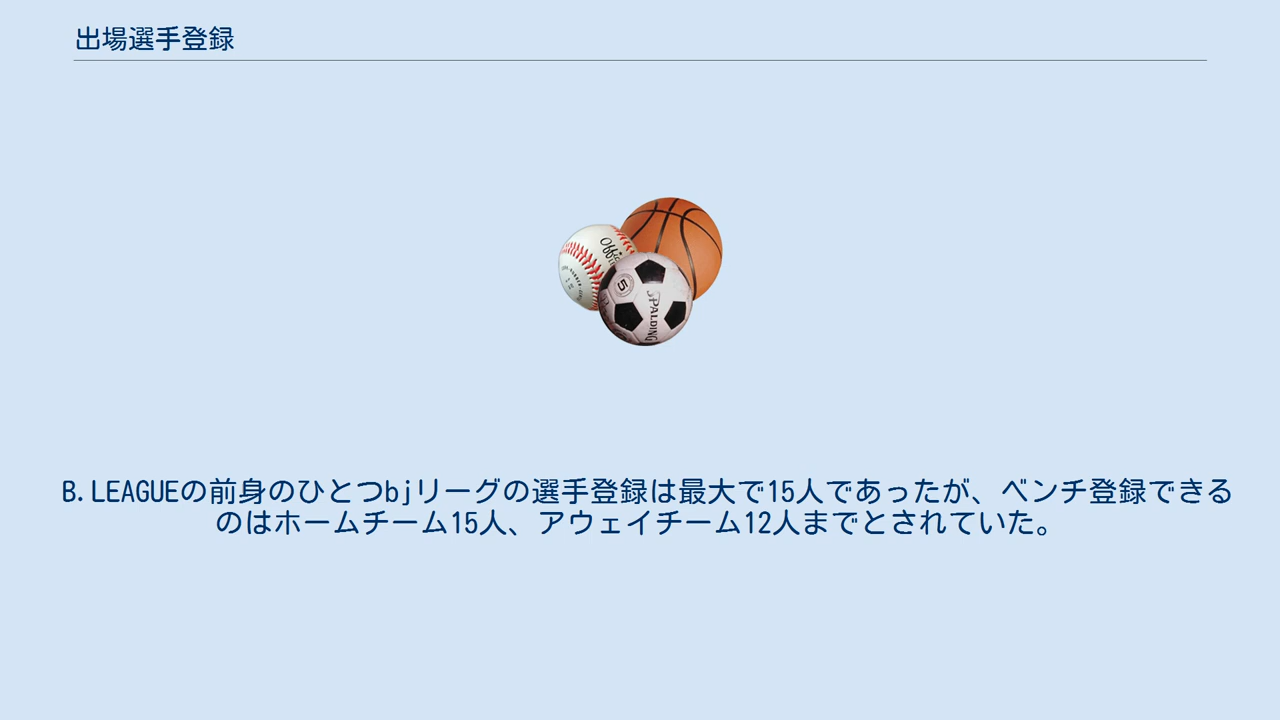 出場選手登録
Offi
5
SPALDING
B.LEAGUEの前身のひとつbjリーグの選手登録は最大で15人であったが、ベンチ登録できる
のはホームチーム15人、アウェイチーム12人までとされていた。